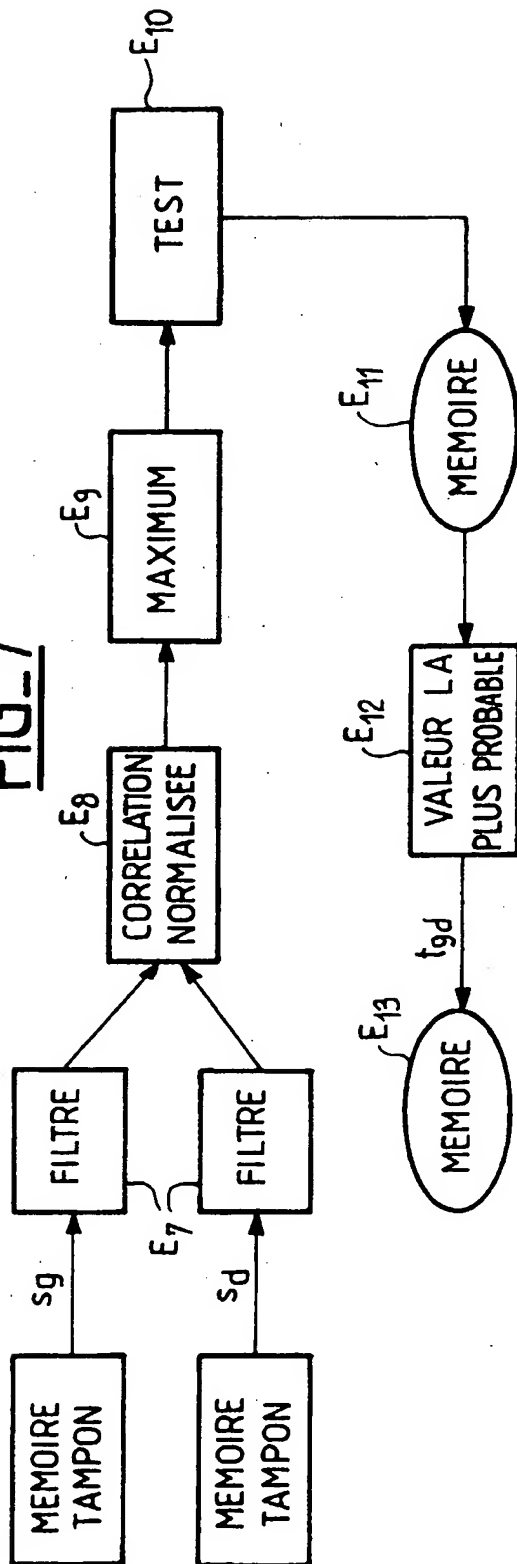 FIG_7
MEMOIRE
TAMPON
sg
FILTRE
E7
MEMOIRE
TAMPON
sd
FILTRE
E8
CORRELATION
NORMALISEE
E9
MAXIMUM
E10
TEST
E11
MEMOIRE
E12
VALEUR LA
PLUS PROBABLE
tgd
E13
MEMOIRE